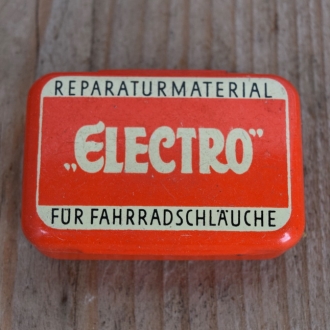 REPARATURMATERIAL
„ELECTRO“
FÜR FAHRRADSCHLÄUCHE